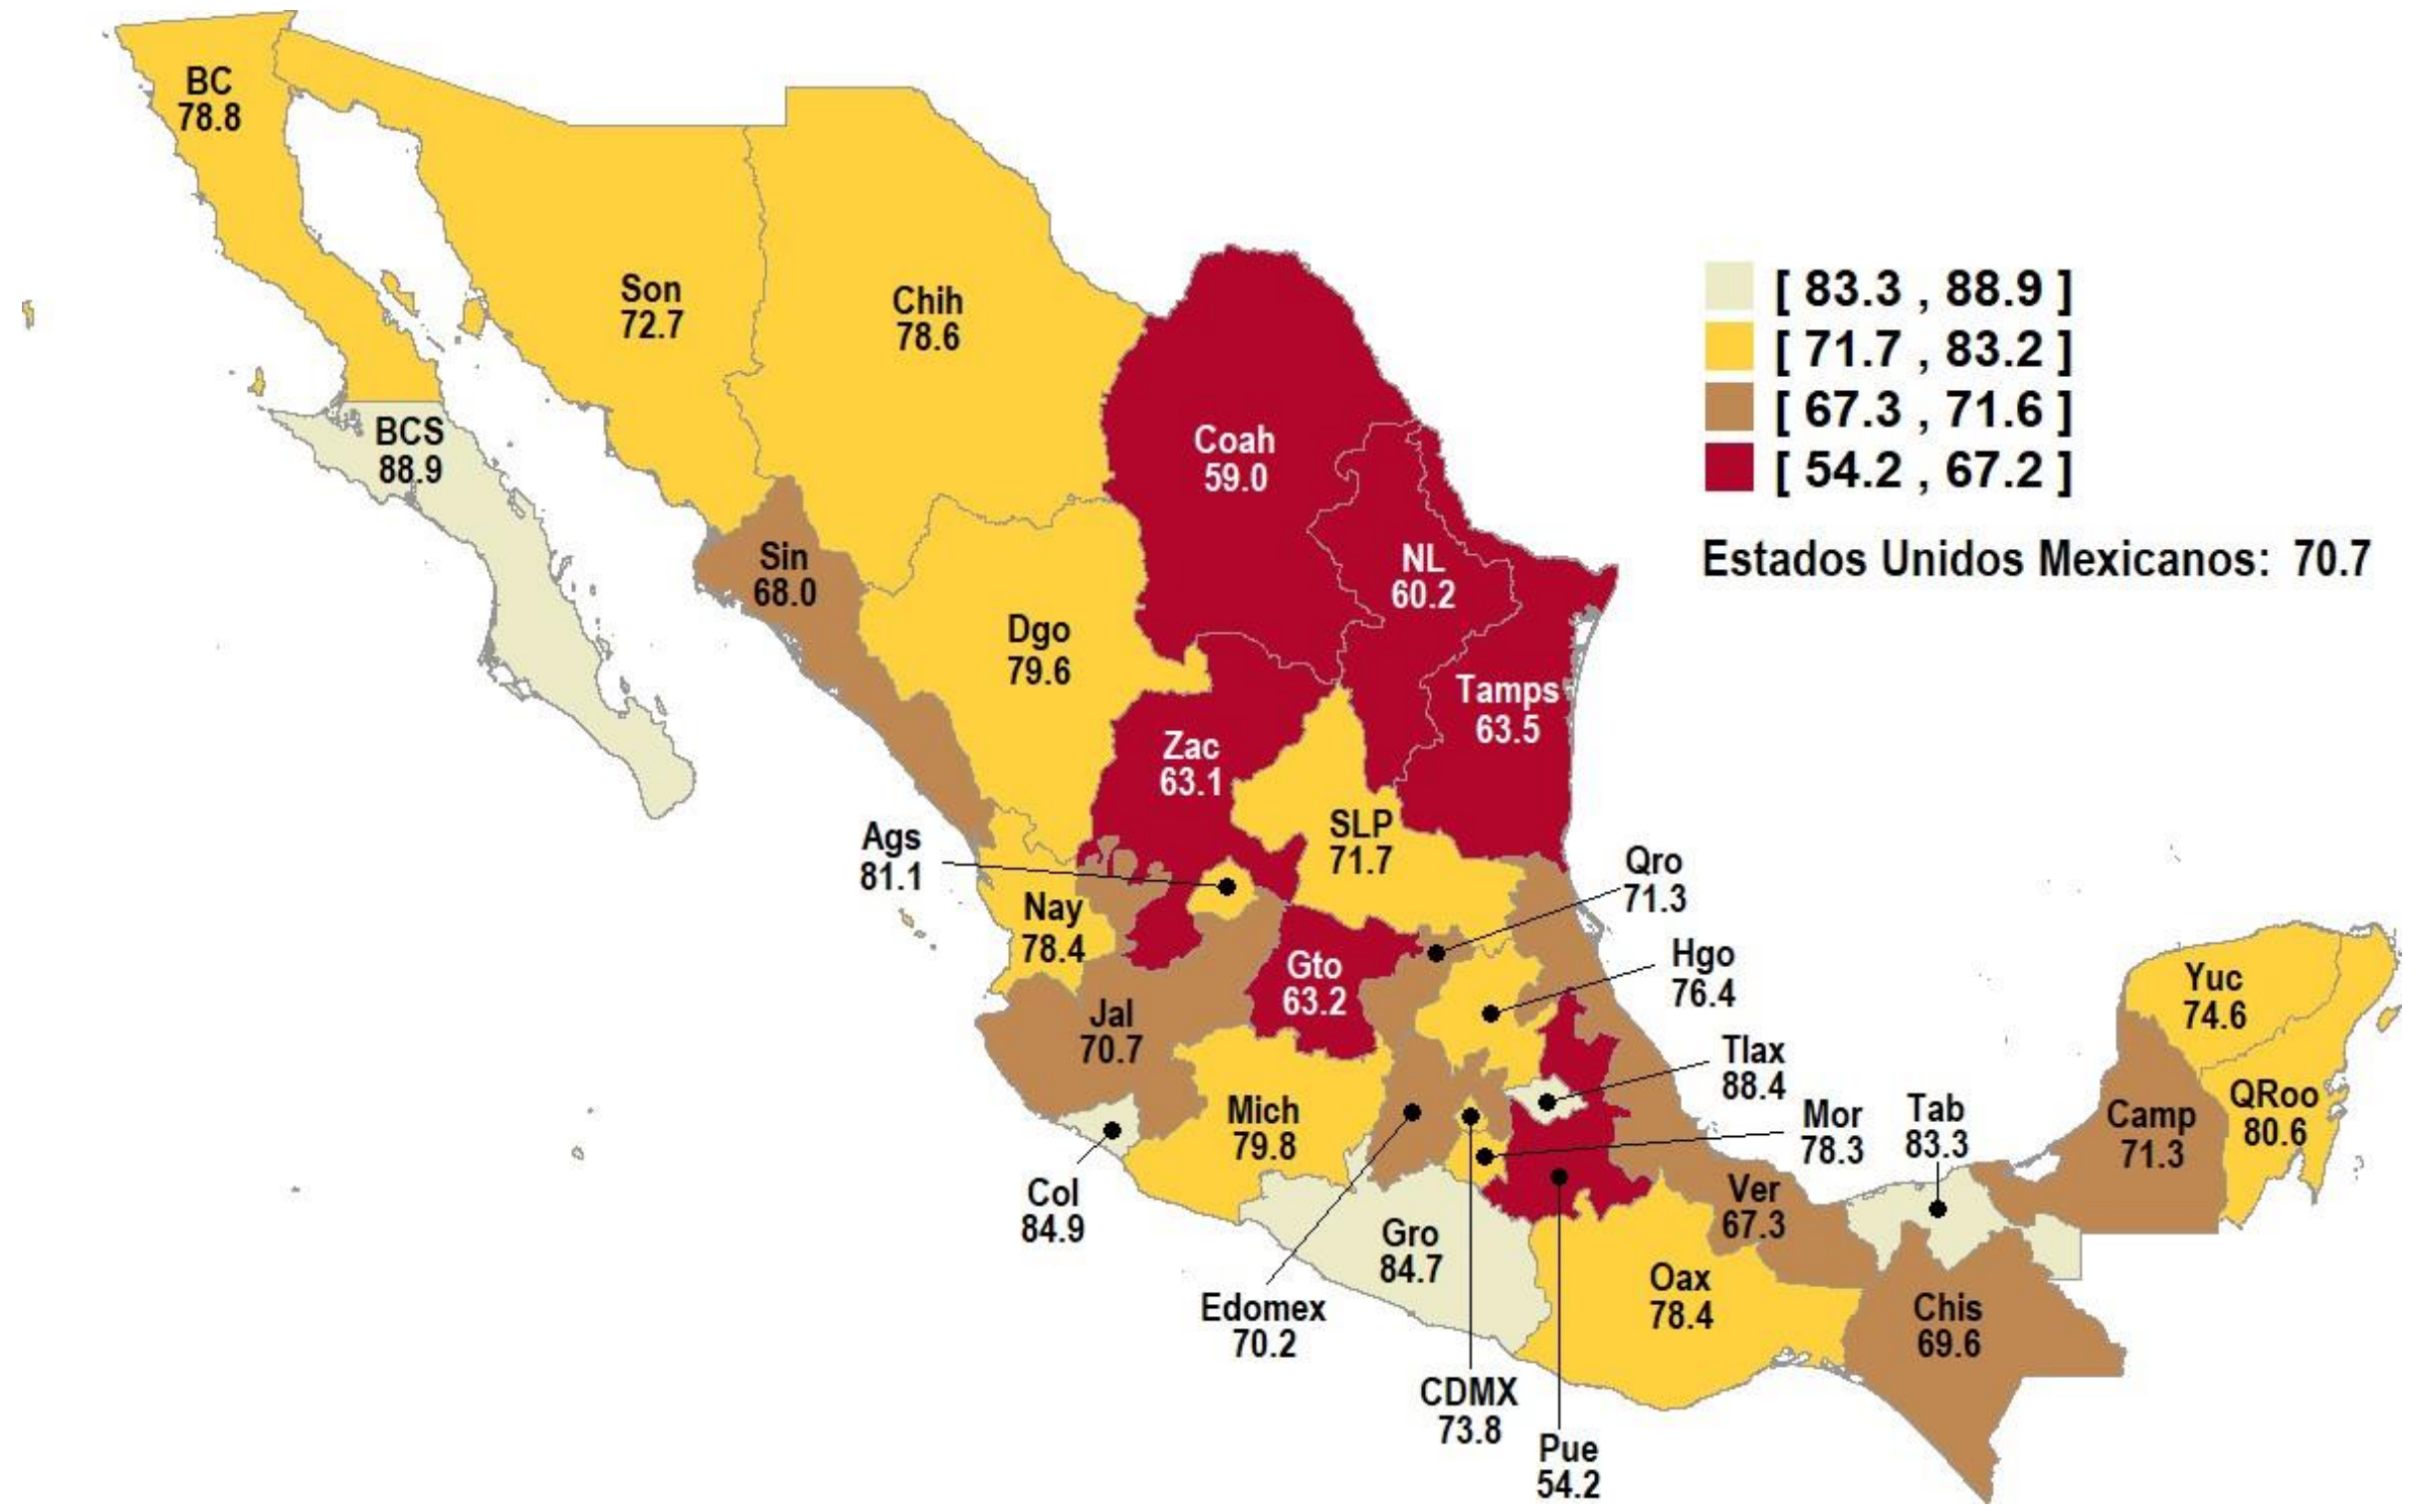 BC
78.8
Son
72.7
Chih
78.6
BCS
88.9
Coah
59.0
[ 83.3 , 88.9 ]
[ 71.7 , 83.2 ]
[ 67.3 , 71.6 ]
[ 54.2 , 67.2 ]
Estados Unidos Mexicanos: 70.7
Sin
68.0
NL
60.2
Dgo
79.6
Tamps
63.5
Zac
63.1
Ags
81.1
SLP
71.7
Qro
71.3
Nay
78.4
Gto
63.2
Hgo
76.4
Yuc
74.6
Jal
70.7
Tlax
88.4
Mich
79.8
Mor
78.3
Tab
83.3
Camp
71.3
QRoo
80.6
Col
84.9
Gro
84.7
Ver
67.3
Edomex
70.2
Oax
78.4
Chis
69.6
CDMX
73.8
Pue
54.2